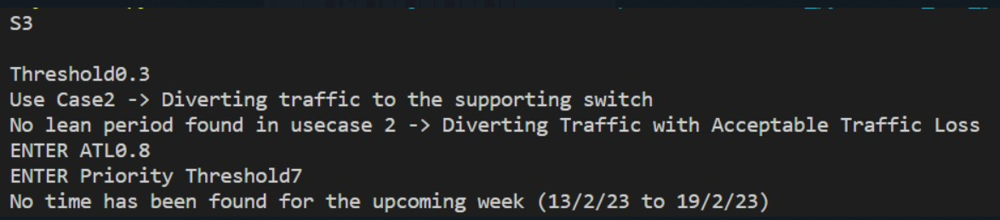 S3
Threshold0.3
Use Case2 -> Diverting traffic to the supporting switch
No lean period found in usecase 2 -> Diverting Traffic with Acceptable Traffic Loss
ENTER ATL0.8
ENTER Priority Threshold7
No time has been found for the upcoming week (13/2/23 to 19/2/23)